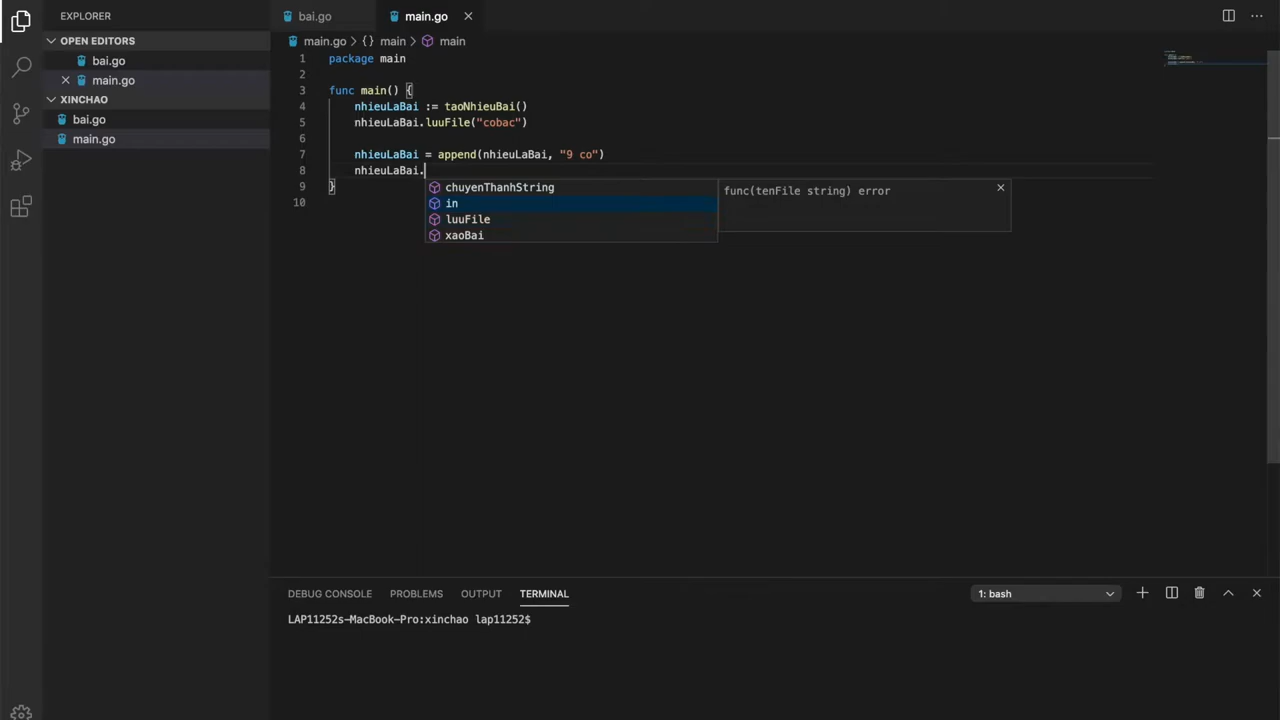 EXPLORER
OPEN EDITORS
bai.go
main.go
XINCHAO
bai.go
main.go
bai.go
main.go
main.go > {} main > main
1 package main
2
3 func main() {
4 nhieuLaBai := taoNhieuBai()
5 nhieuLaBai.luuFile("cobac")
6
7 nhieuLaBai = append(nhieuLaBai, "9 co")
8 nhieuLaBai.
9 }
10
chuyenThanhString
in
luuFile
xaoBai
func(tenFile string) error
DEBUG CONSOLE PROBLEMS OUTPUT TERMINAL
1: bash
LAP11252s-MacBook-Pro:xinchao lap11252$